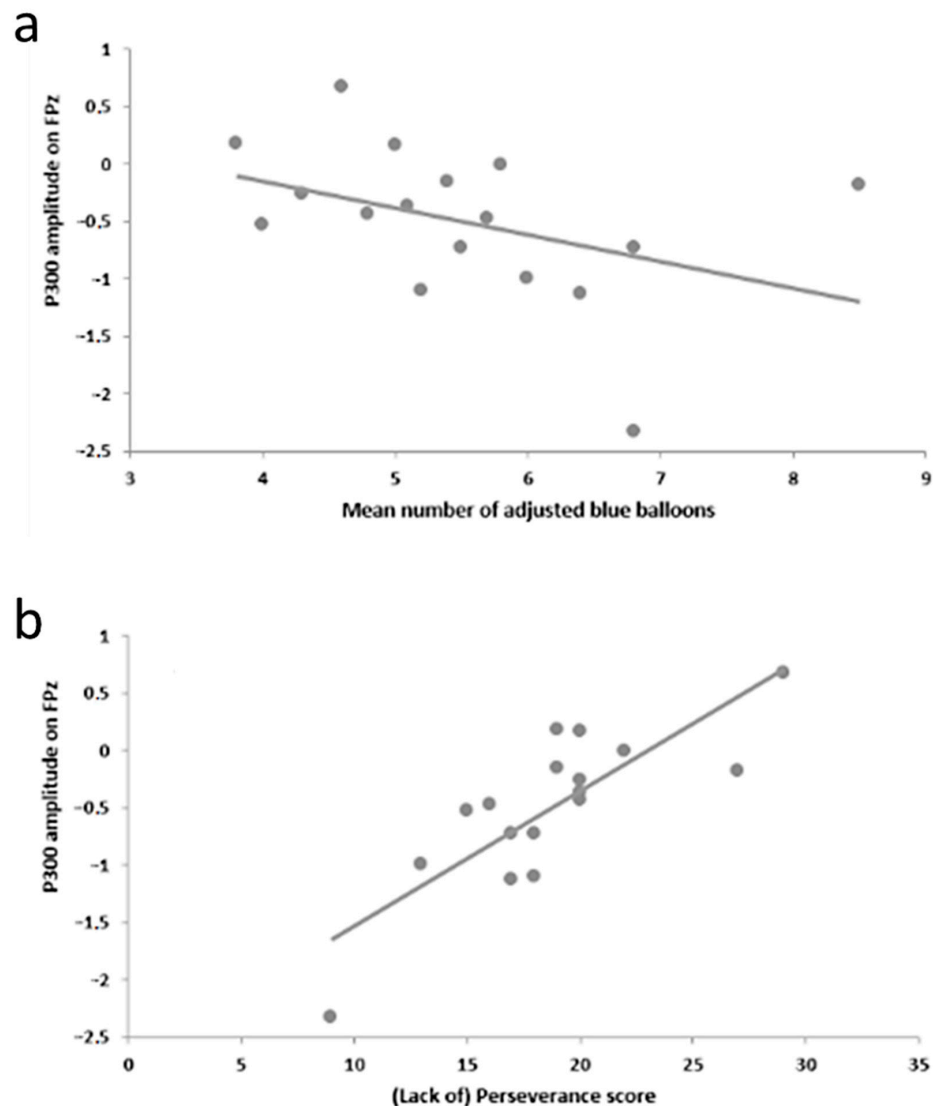 a
P300 amplitude on FPz
1
0.5
0
−0.5
−1
−1.5
−2
−2.5
3 4 5 6 7 8 9
Mean number of adjusted blue balloons
b
P300 amplitude on FPz
1
0.5
0
−0.5
−1
−1.5
−2
−2.5
0 5 10 15 20 25 30 35
(Lack of) Perseverance score